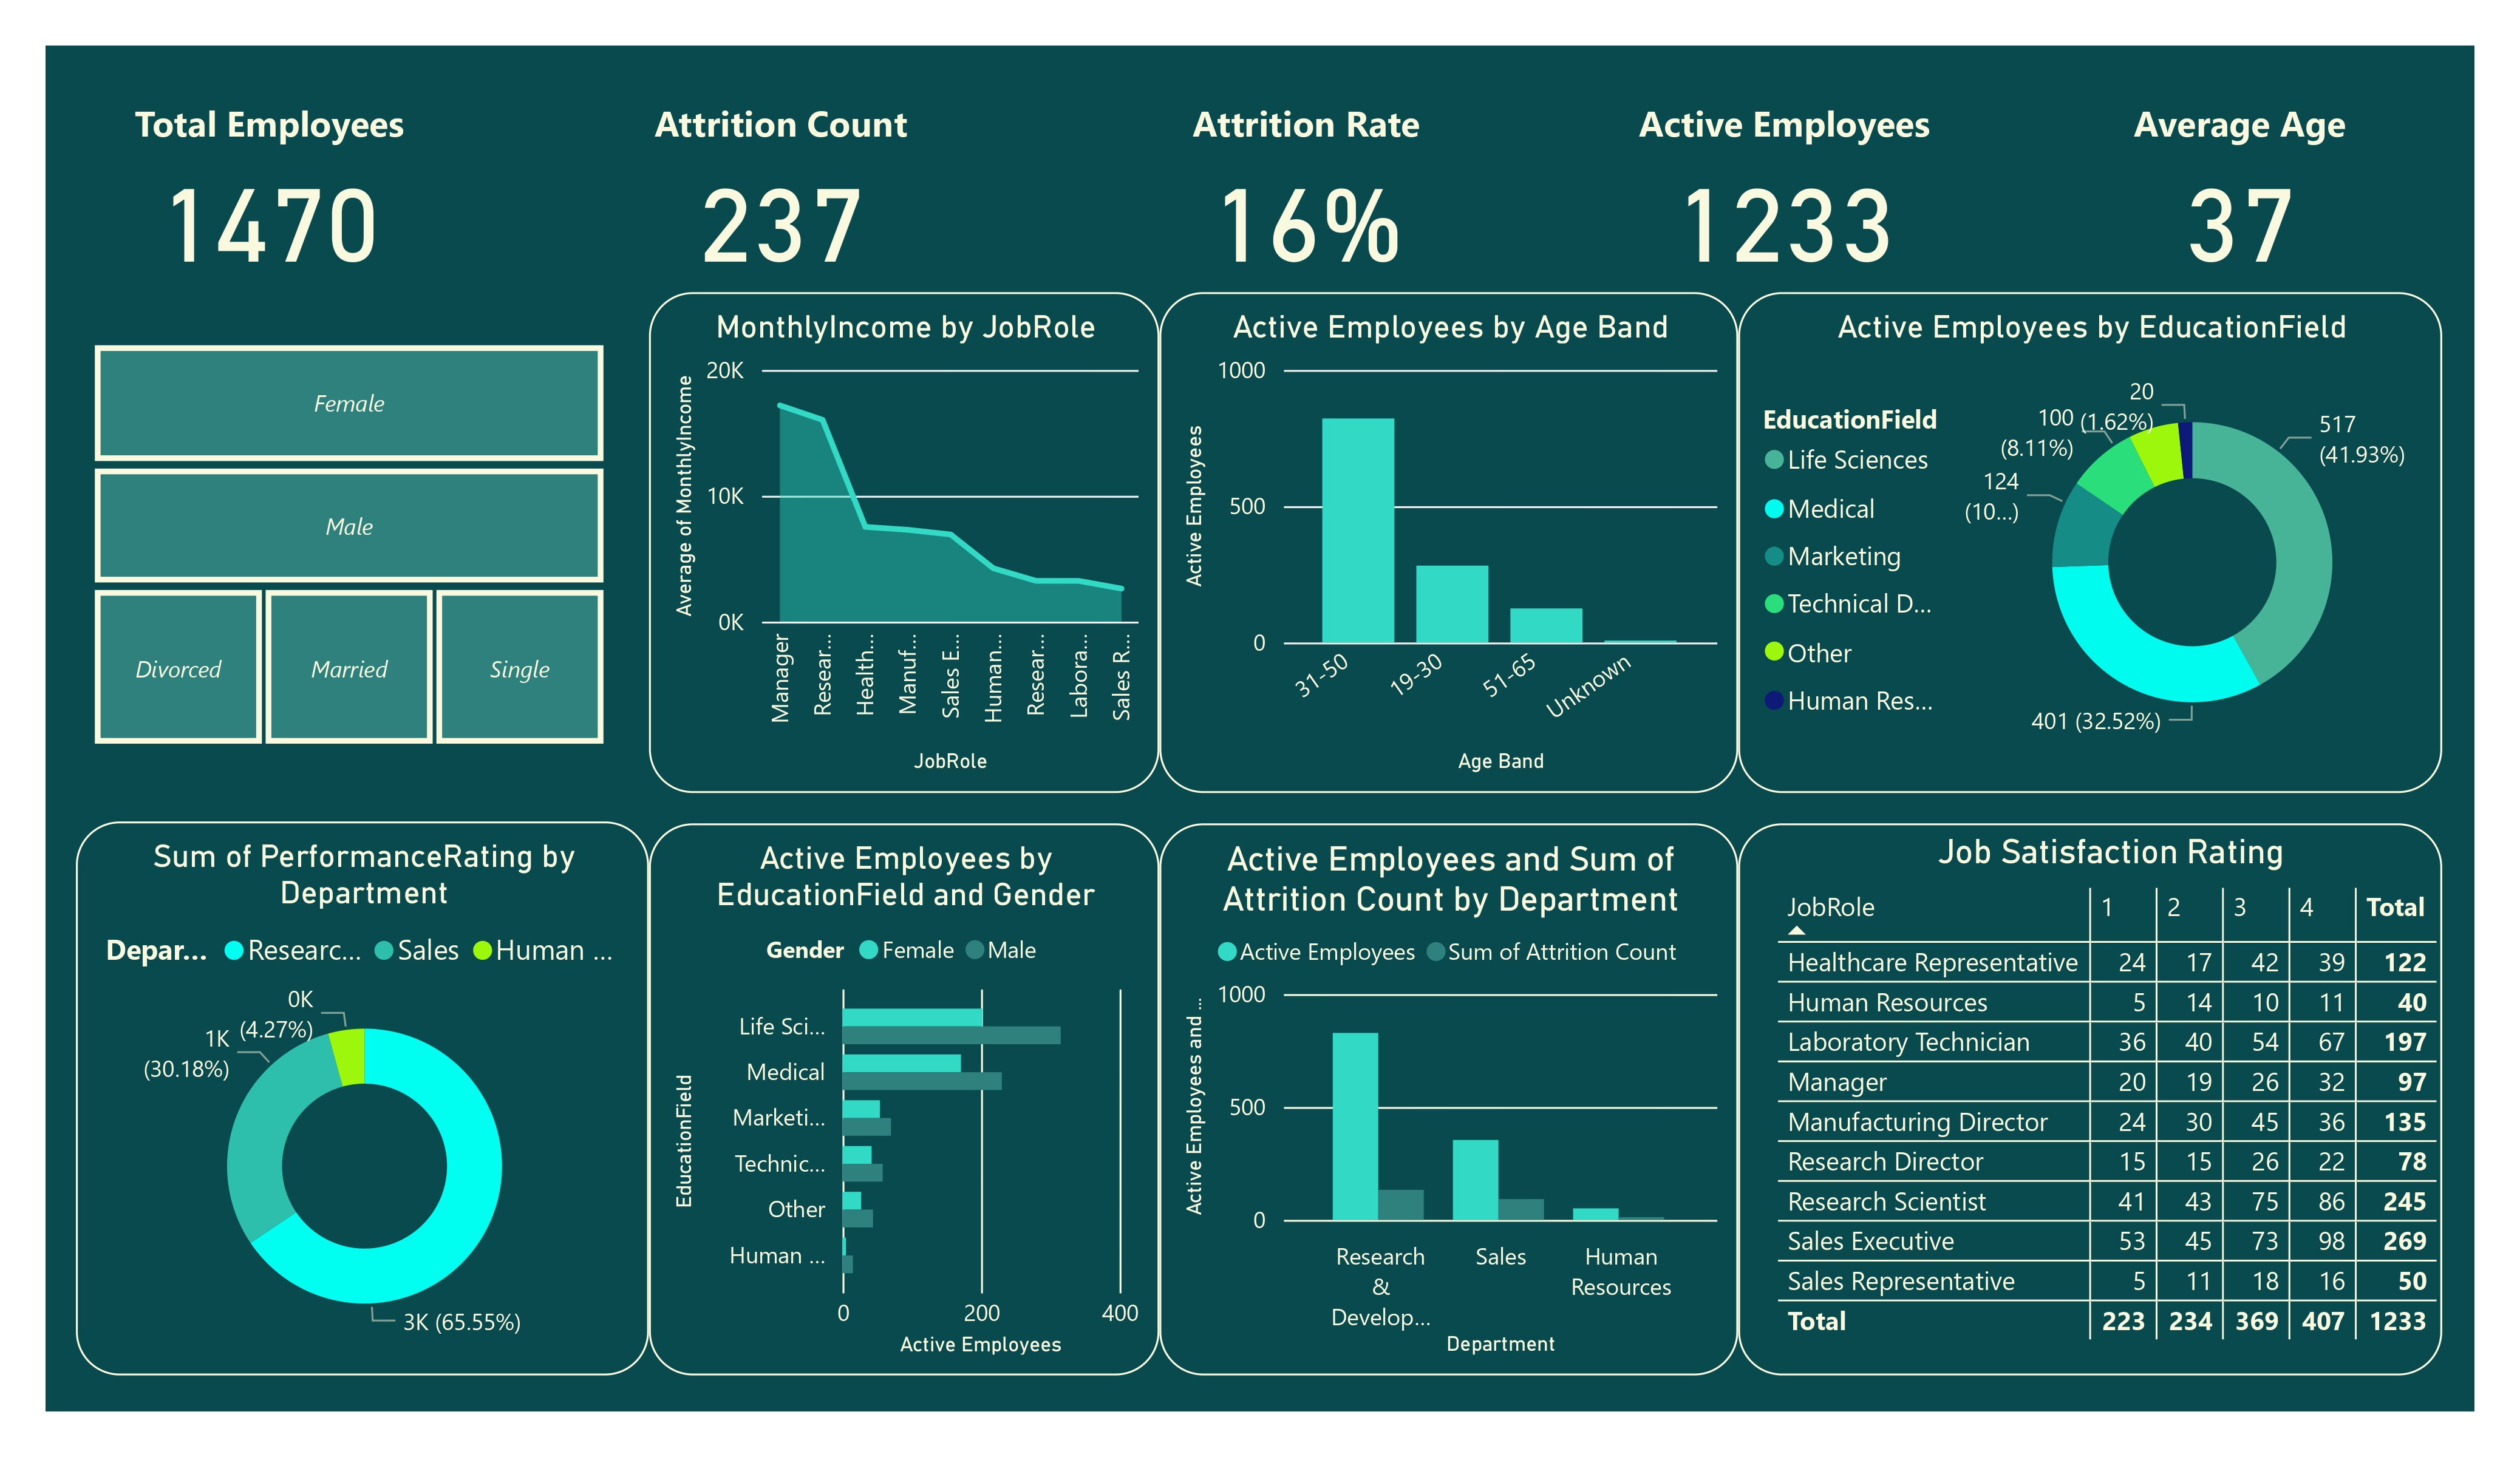 Total Employees
1470
Attrition Count
237
Attrition Rate
16%
Active Employees
1233
Average Age
37
Female
Male
Divorced
Married
Single
MonthlyIncome by JobRole
Average of MonthlyIncome
20K
10K
0K
Manager
Resear...
Health...
Manuf...
Sales E...
Human...
Resear...
Labora...
Sales R...
JobRole
Active Employees by Age Band
Active Employees
1000
500
0
31-50
19-30
51-65
Unknown
Age Band
Active Employees by EducationField
EducationField
Life Sciences
Medical
Marketing
Technical D...
Other
Human Res...
517
(41.93%)
401 (32.52%)
124
(10...)
100
(8.11%)
20
(1.62%)
Sum of PerformanceRating by
Department
Depar... Researc... Sales Human ...
0K
(4.27%)
1K
(30.18%)
3K (65.55%)
Active Employees by
EducationField and Gender
Gender Female Male
EducationField
Life Sci...
Medical
Marketi...
Technic...
Other
Human ...
0 200 400
Active Employees
Active Employees and Sum of
Attrition Count by Department
Active Employees Sum of Attrition Count
Active Employees and ...
1000
500
0
Research
&
Develop...
Sales
Human
Resources
Department
Job Satisfaction Rating
JobRole 1 2 3 4 Total
Healthcare Representative 24 17 42 39 122
Human Resources 5 14 10 11 40
Laboratory Technician 36 40 54 67 197
Manager 20 19 26 32 97
Manufacturing Director 24 30 45 36 135
Research Director 15 15 26 22 78
Research Scientist 41 43 75 86 245
Sales Executive 53 45 73 98 269
Sales Representative 5 11 18 16 50
Total 223 234 369 407 1233